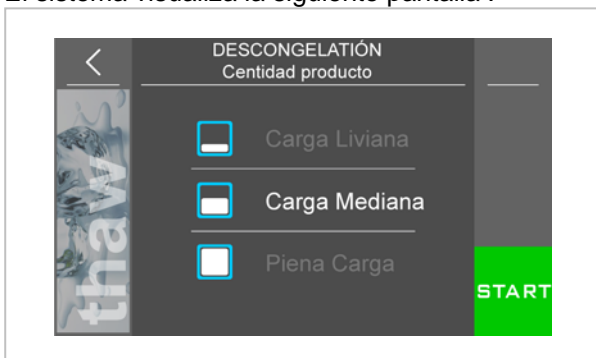 El sistema visualiza la siguiente pantalla :
DESCONGELATIÓN
Centidad producto
thaw
Carga Liviana
Carga Mediana
Piena Carga
START